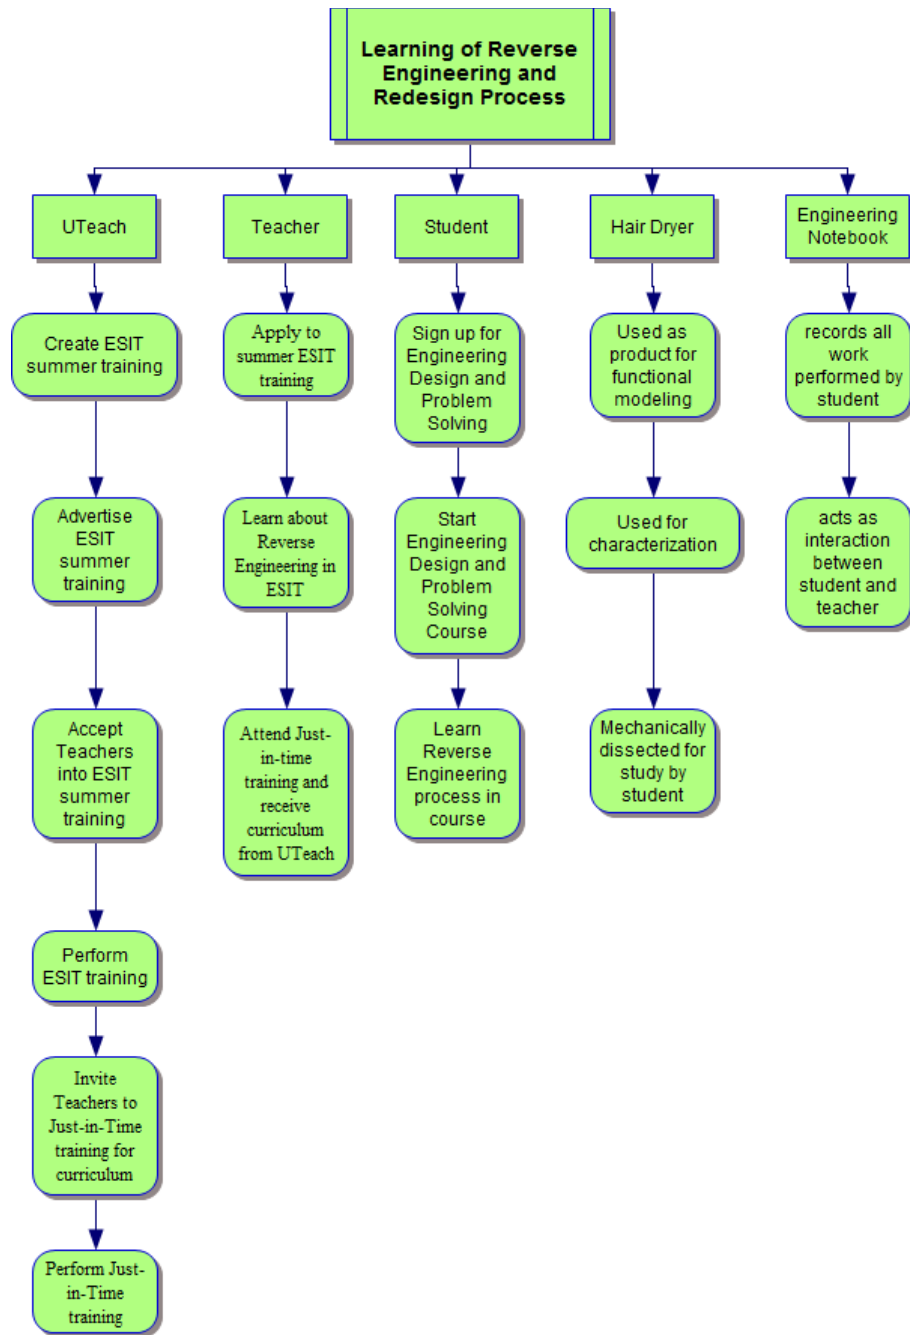 Learning of Reverse
Engineering and
Redesign Process
UTeach
Teacher
Student
Hair Dryer
Engineering
Notebook
Create ESIT
summer training
Apply to
summer ESIT
training
Sign up for
Engineering
Design and
Problem
Solving
Used as
product for
functional
modeling
records all
work
performed by
student
Advertise
ESIT
summer
training
Learn about
Reverse
Engineering in
ESIT
Start
Engineering
Design and
Problem
Solving
Course
Used for
characterization
acts as
interaction
between
student and
teacher
Accept
Teachers
into ESIT
summer
training
Attend Just-
in-time
training and
receive
curriculum
from UTeach
Learn
Reverse
Engineering
process in
course
Mechanically
dissected for
study by
student
Perform
ESIT training
Invite
Teachers to
Just-in-Time
training for
curriculum
Perform Just-
in-Time
training